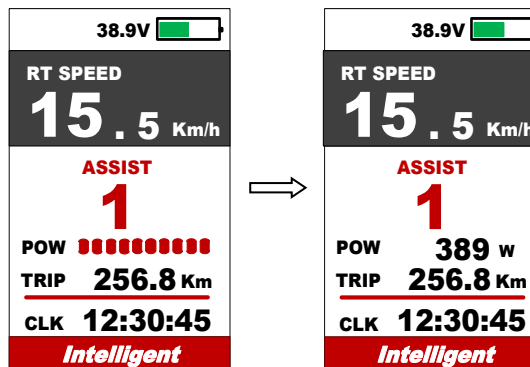 38.9V
RT SPEED
15.5 Km/h
ASSIST
1
POW
TRIP 256.8 Km
CLK 12:30:45
Intelligent
38.9V
RT SPEED
15.5 Km/h
ASSIST
1
POW 389 W
TRIP 256.8 Km
CLK 12:30:45
Intelligent